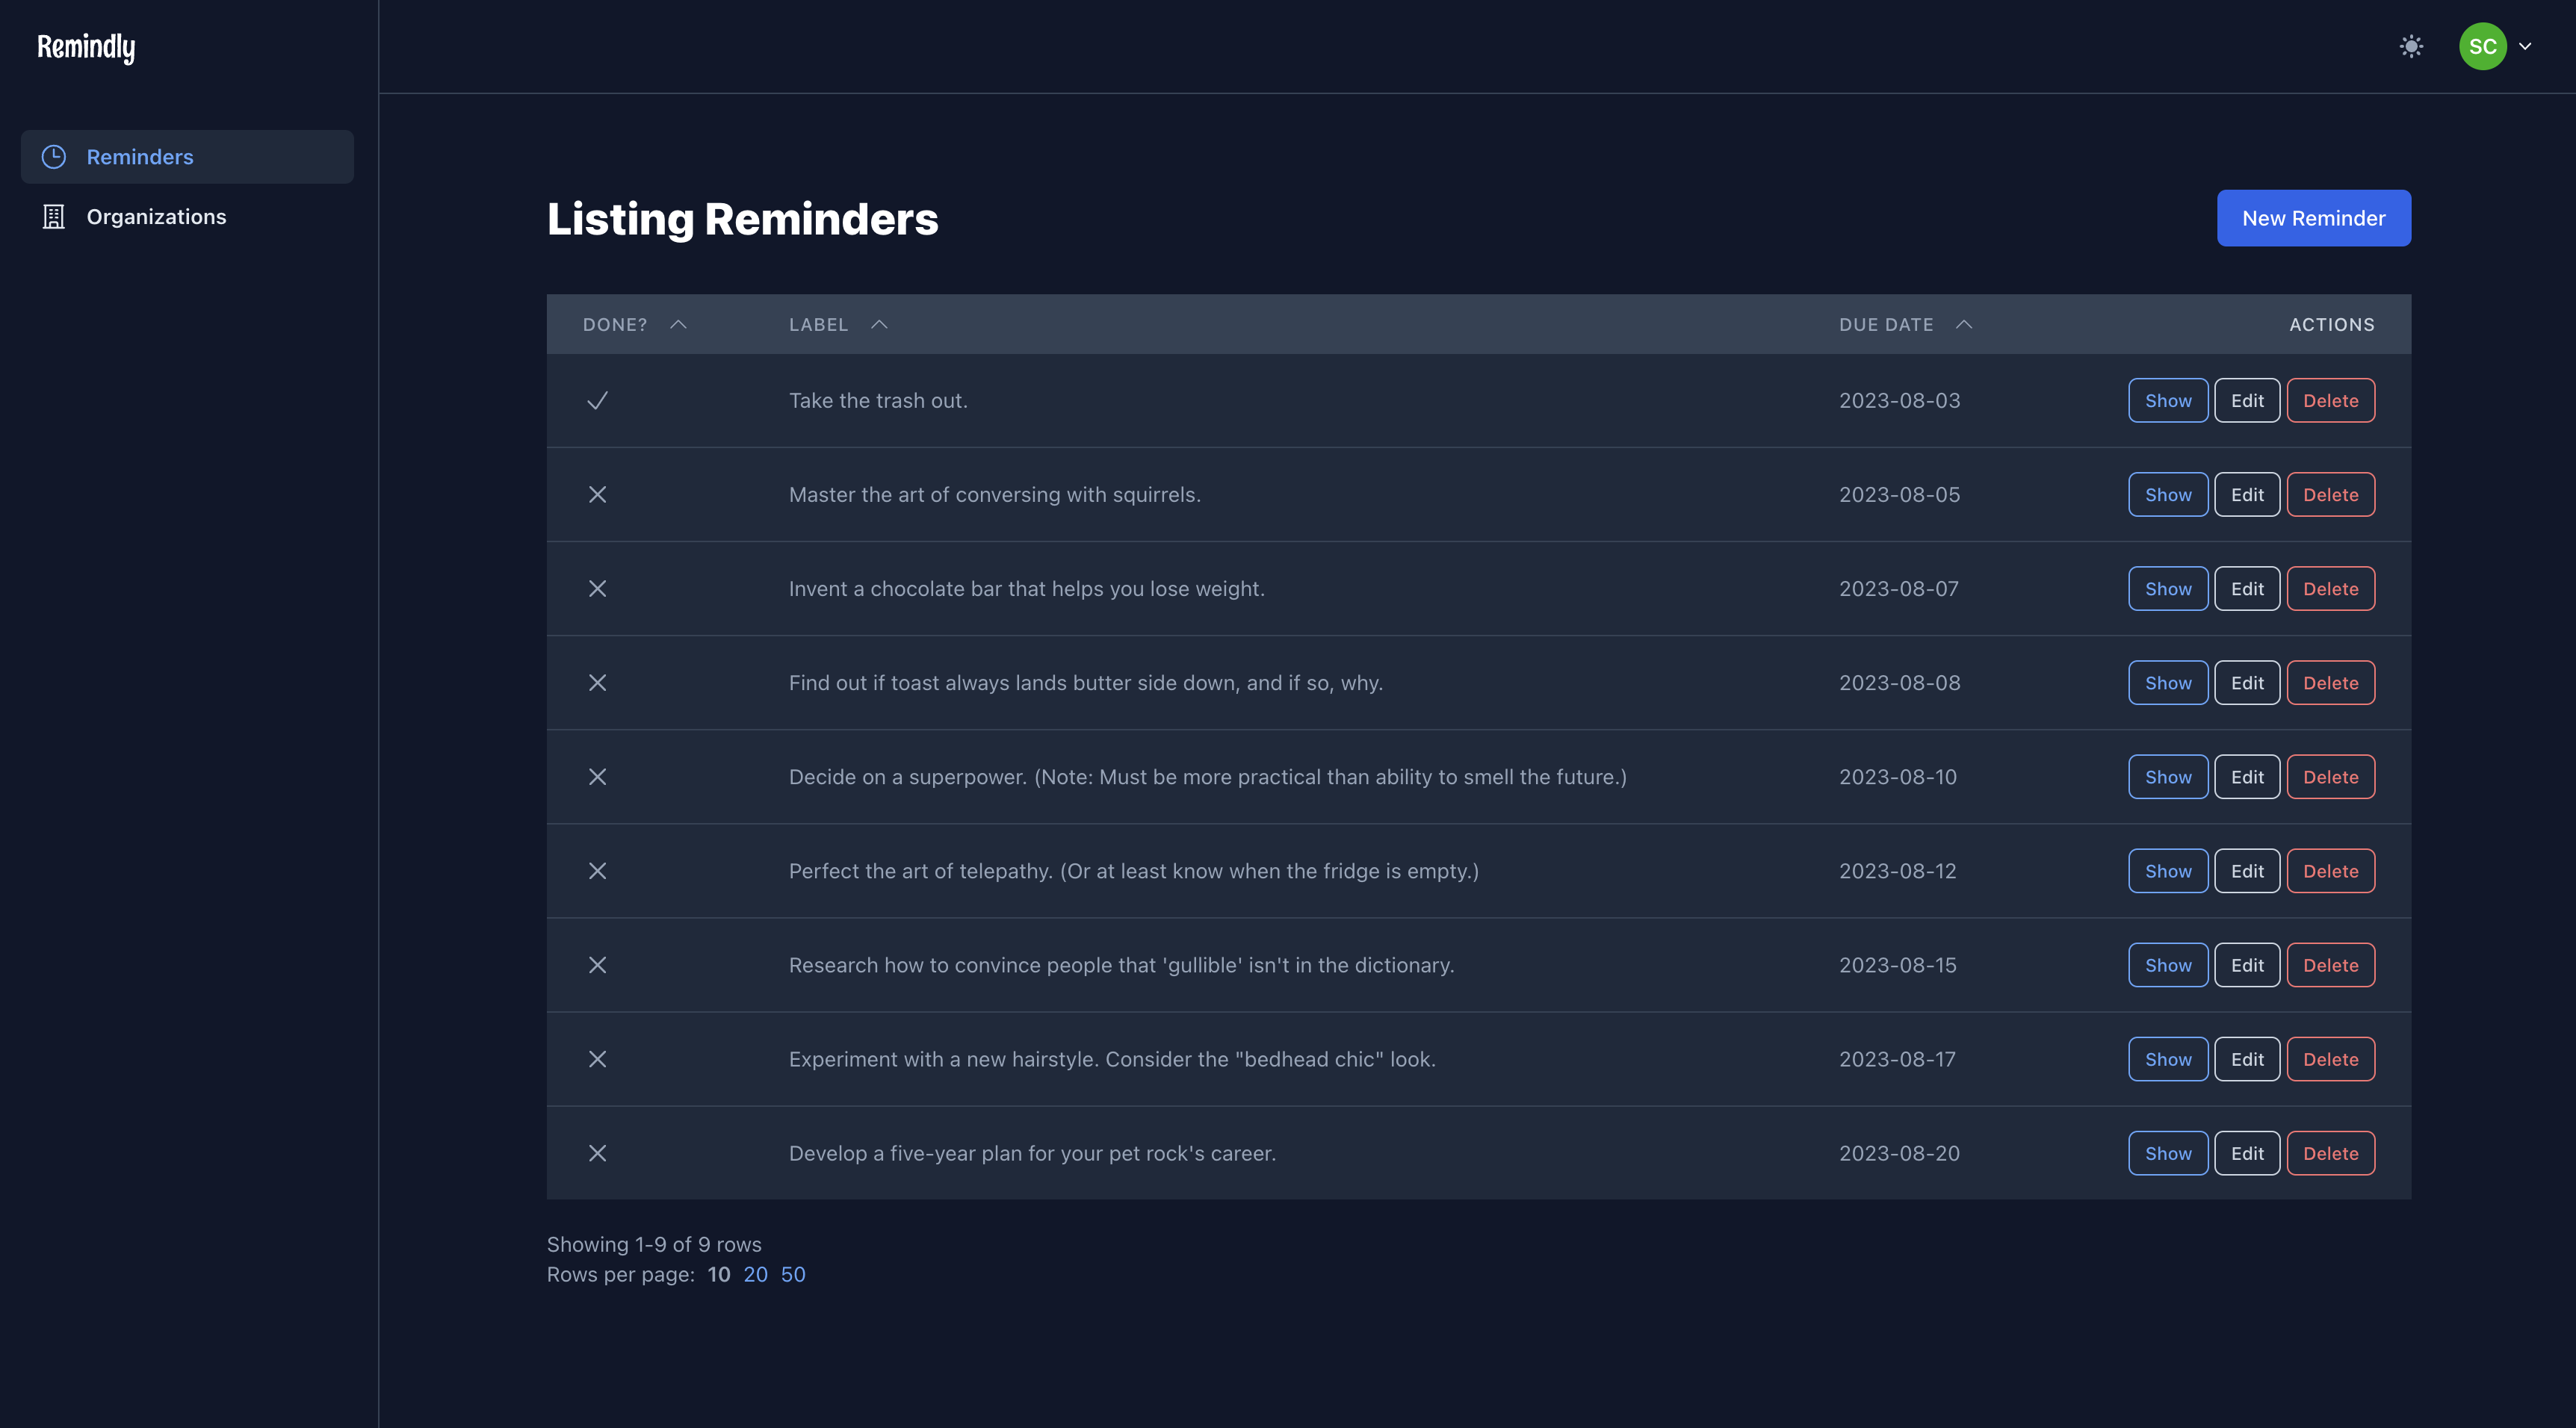 Remindly
SC
Reminders
Organizations
Listing Reminders
New Reminder
DONE? LABEL DUE DATE ACTIONS
Take the trash out. 2023-08-03 Show Edit Delete
Master the art of conversing with squirrels. 2023-08-05 Show Edit Delete
Invent a chocolate bar that helps you lose weight. 2023-08-07 Show Edit Delete
Find out if toast always lands butter side down, and if so, why. 2023-08-08 Show Edit Delete
Decide on a superpower. (Note: Must be more practical than ability to smell the future.) 2023-08-10 Show Edit Delete
Perfect the art of telepathy. (Or at least know when the fridge is empty.) 2023-08-12 Show Edit Delete
Research how to convince people that 'gullible' isn't in the dictionary. 2023-08-15 Show Edit Delete
Experiment with a new hairstyle. Consider the "bedhead chic" look. 2023-08-17 Show Edit Delete
Develop a five-year plan for your pet rock's career. 2023-08-20 Show Edit Delete
Showing 1-9 of 9 rows
Rows per page: 10 20 50